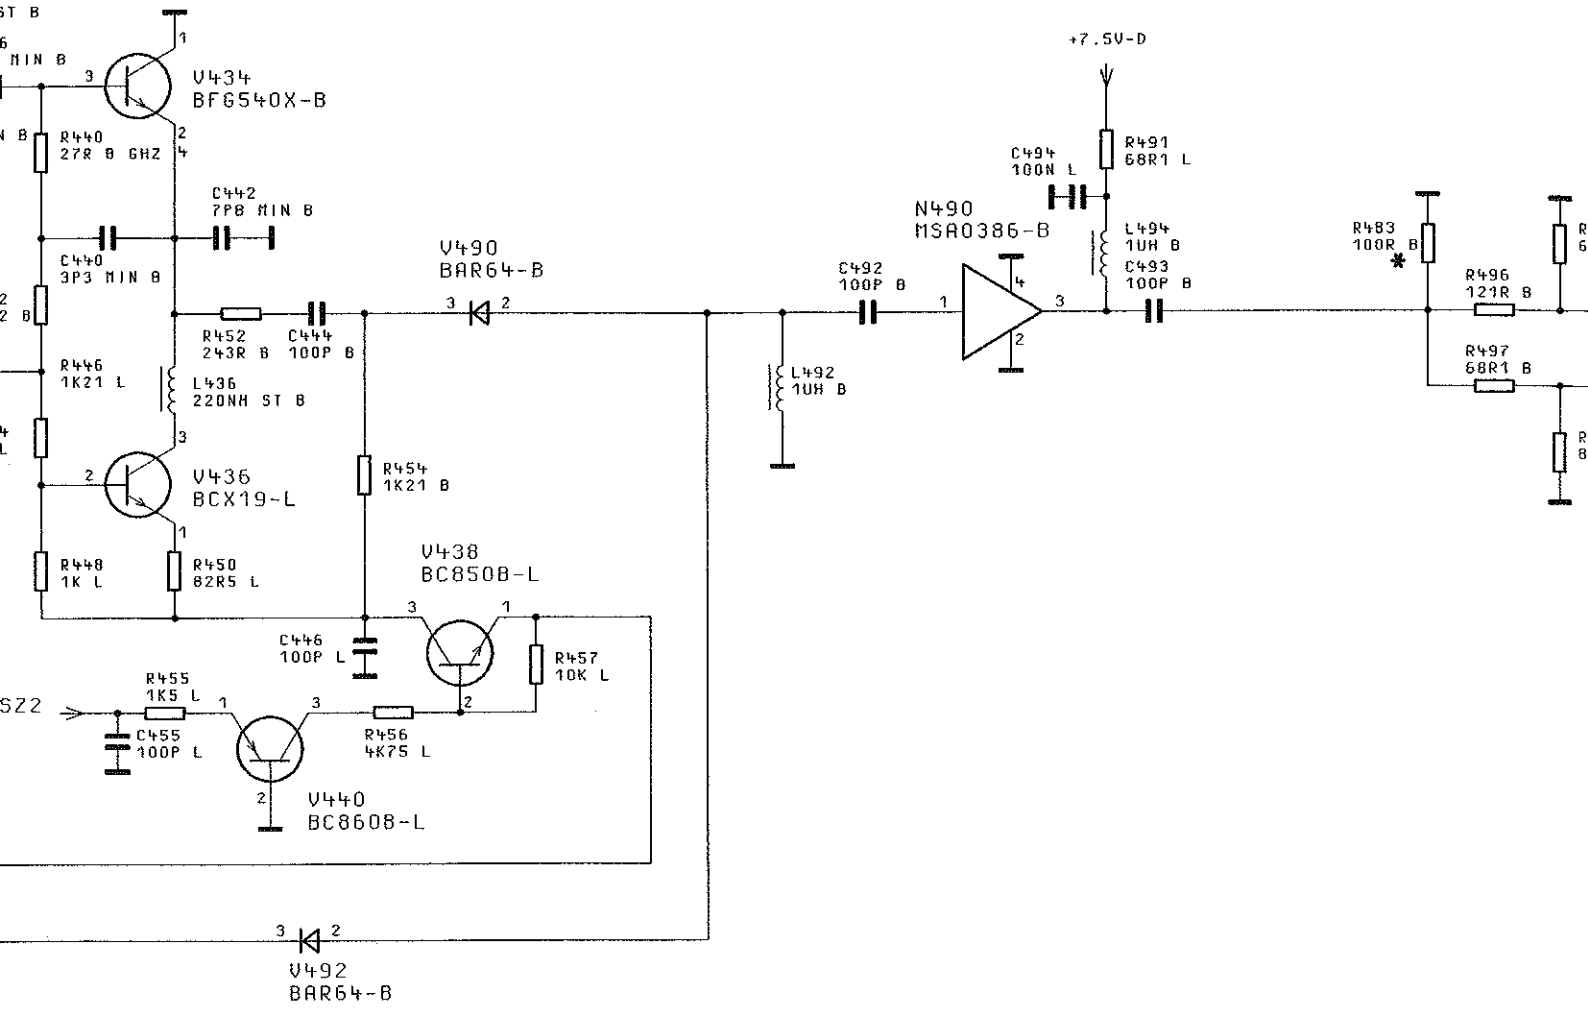 ST B
6
MIN B
1
3
V434
BFG540X-B
N B
R440
27R B GHZ
2
4
C442
7P8 MIN B
C440
3P3 MIN B
2
2 B
R452
243R B
C444
100P B
V490
BAR64-B
3
2
R446
1K21 L
L436
220NH ST B
4
L
3
2
V436
BCX19-L
1
R454
1K21 B
R448
1K L
R450
82R5 L
V438
BC850B-L
3
1
2
C446
100P L
R457
10K L
SZ2
R455
1K5 L
C455
100P L
1
3
2
R456
4K75 L
V440
BC860B-L
3
2
V492
BAR64-B
+7.5V-D
R491
68R1 L
C494
100N L
N490
MSA0386-B
L494
1UH B
C493
100P B
C492
100P B
1
4
3
2
L492
1UH B
R483
100R B
*
R496
121R B
R497
68R1 B
R
6
R
8